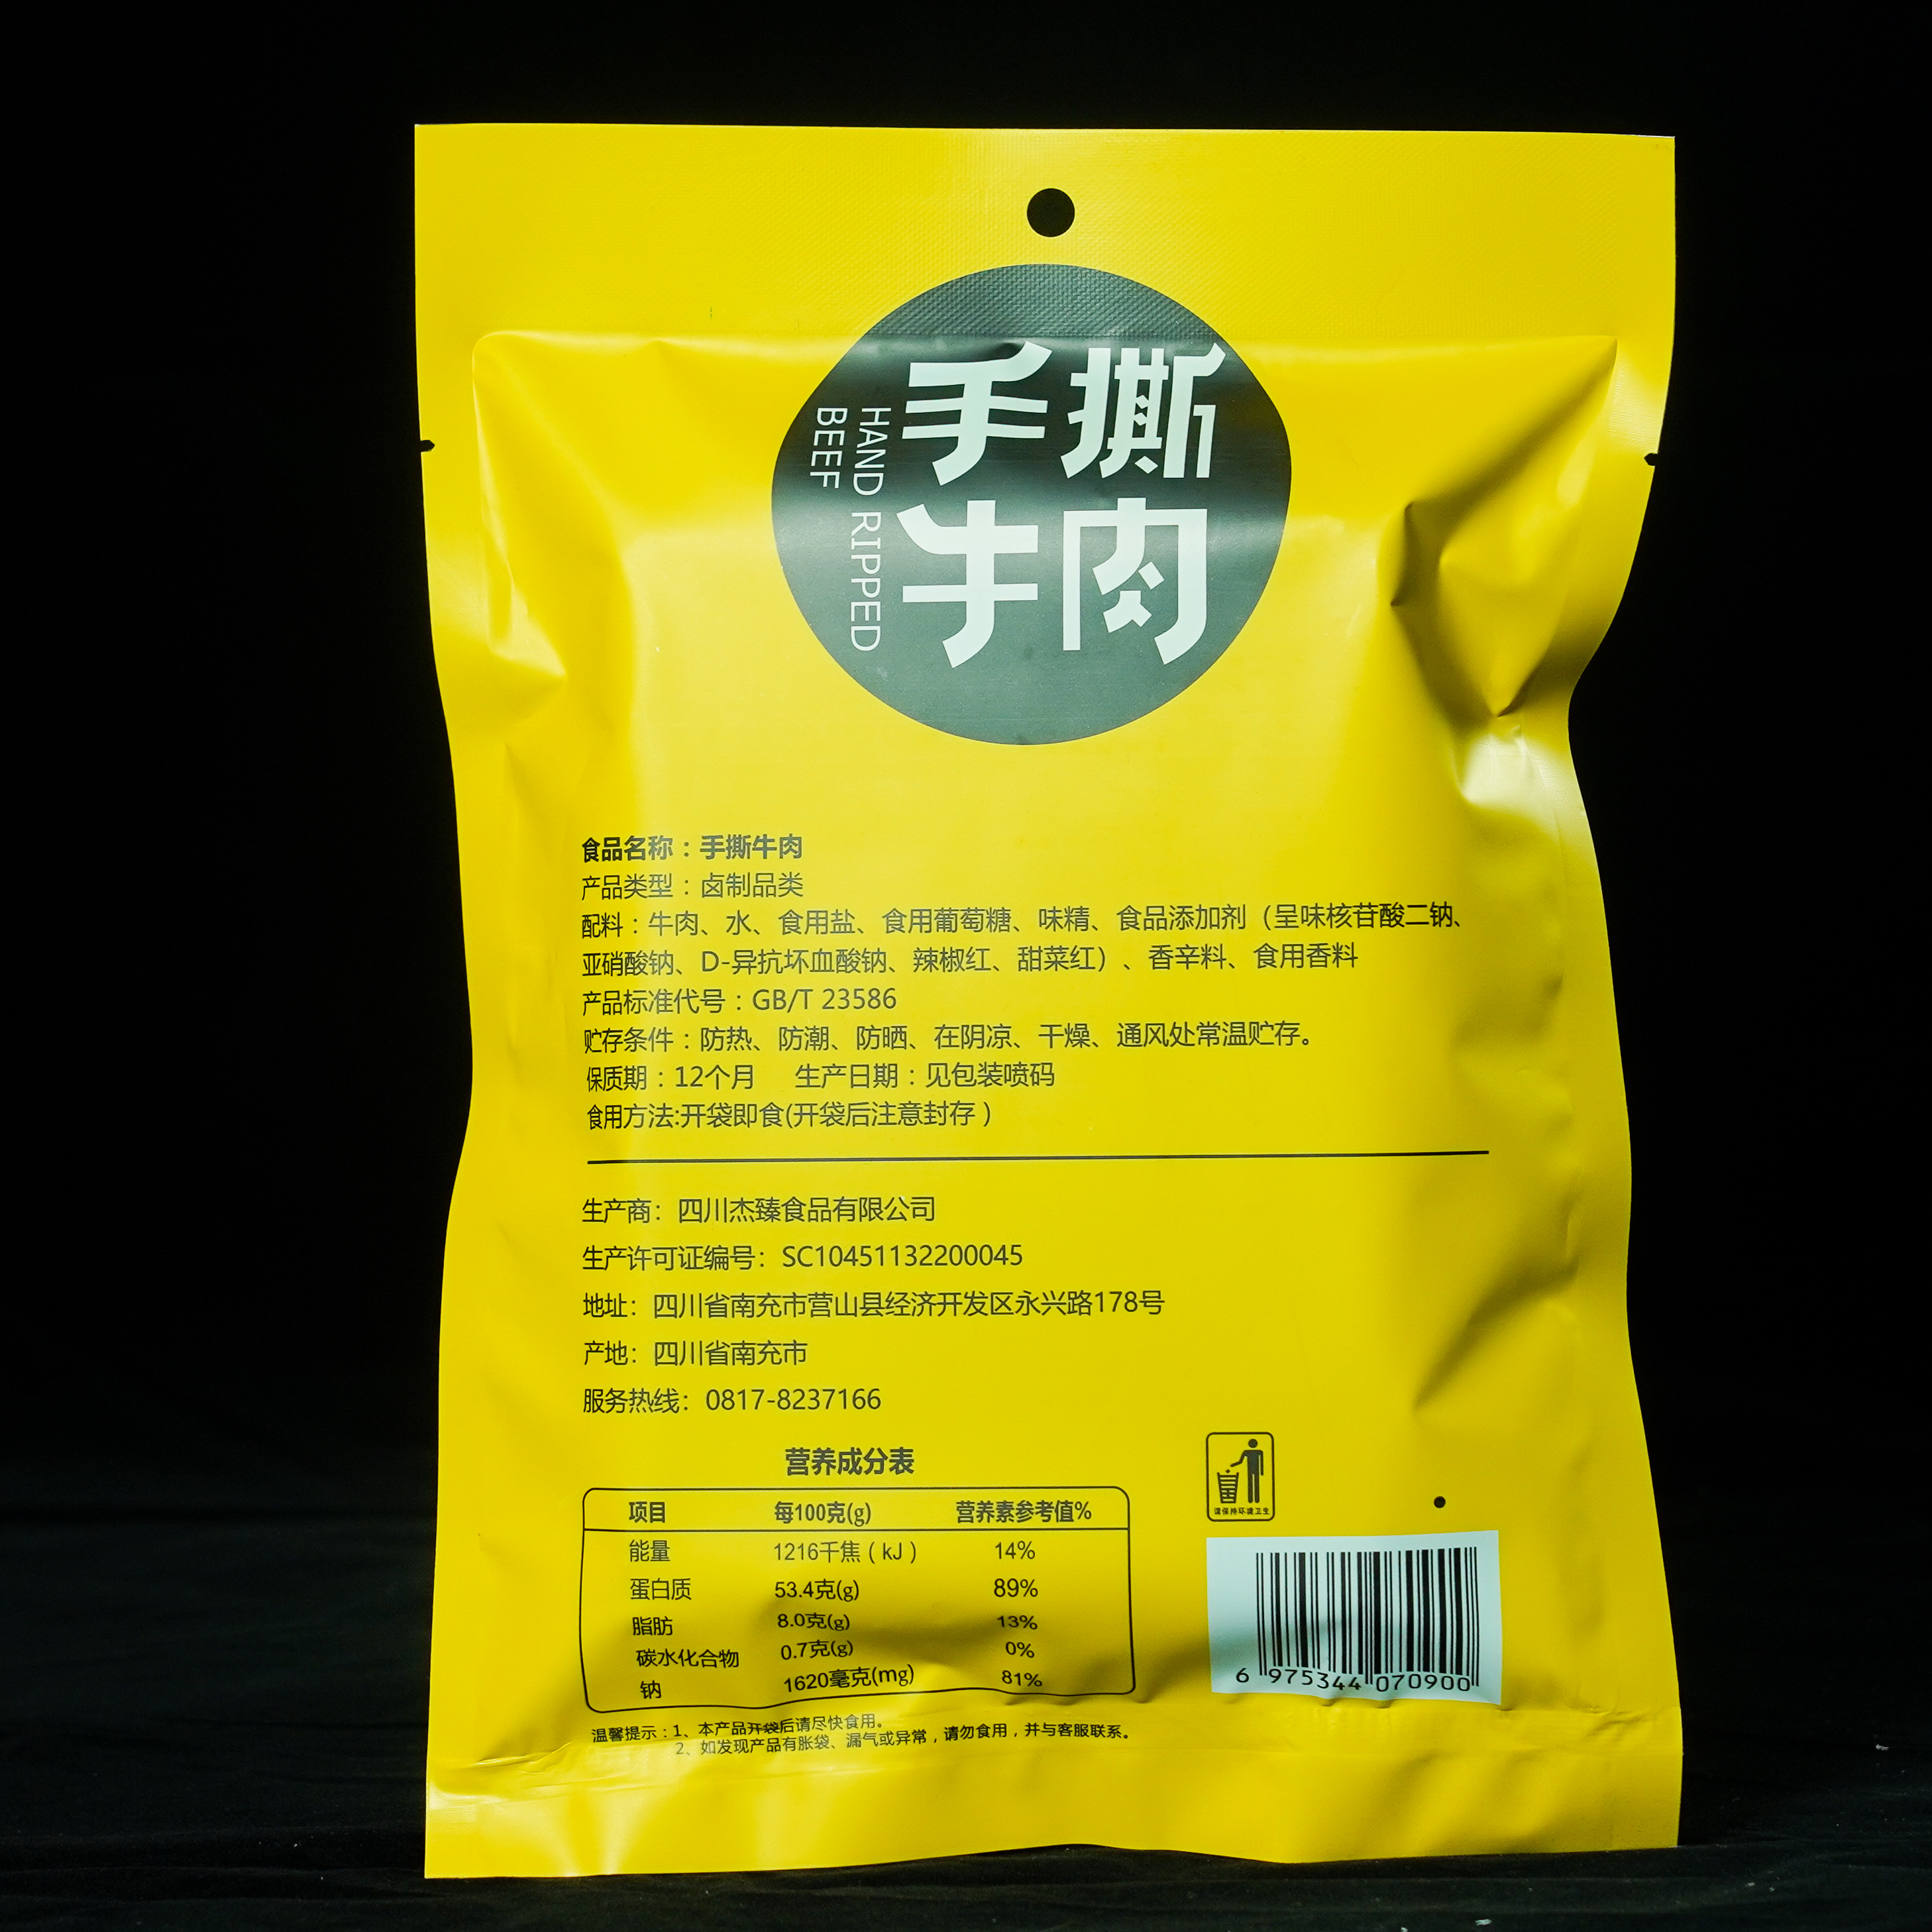 手撕
牛肉
HAND RIPPED
BEEF
食品名称：手撕牛肉
产品类型：卤制品类
配料：牛肉、水、食用盐、食用葡萄糖、味精、食品添加剂（呈味核苷酸二钠、
亚硝酸钠、D-异抗坏血酸钠、辣椒红、甜菜红）、香辛料、食用香料
产品标准代号：GB/T 23586
贮存条件：防热、防潮、防晒、在阴凉、干燥、通风处常温贮存。
保质期：12个月 生产日期：见包装喷码
食用方法:开袋即食(开袋后注意封存）
生产商：四川杰臻食品有限公司
生产许可证编号：SC10451132200045
地址：四川省南充市营山县经济开发区永兴路178号
产地：四川省南充市
服务热线：0817-8237166
营养成分表
项目 每100克(g) 营养素参考值%
能量 1216千焦（kJ） 14%
蛋白质 53.4克(g) 89%
脂肪 8.0克(g) 13%
碳水化合物 0.7克(g) 0%
钠 1620毫克(mg) 81%
温馨提示：1、本产品开袋后请尽快食用。
2、如发现产品有胀袋、漏气或异常，请勿食用，并与客服联系。
请保持环境卫生
6 975344 070900